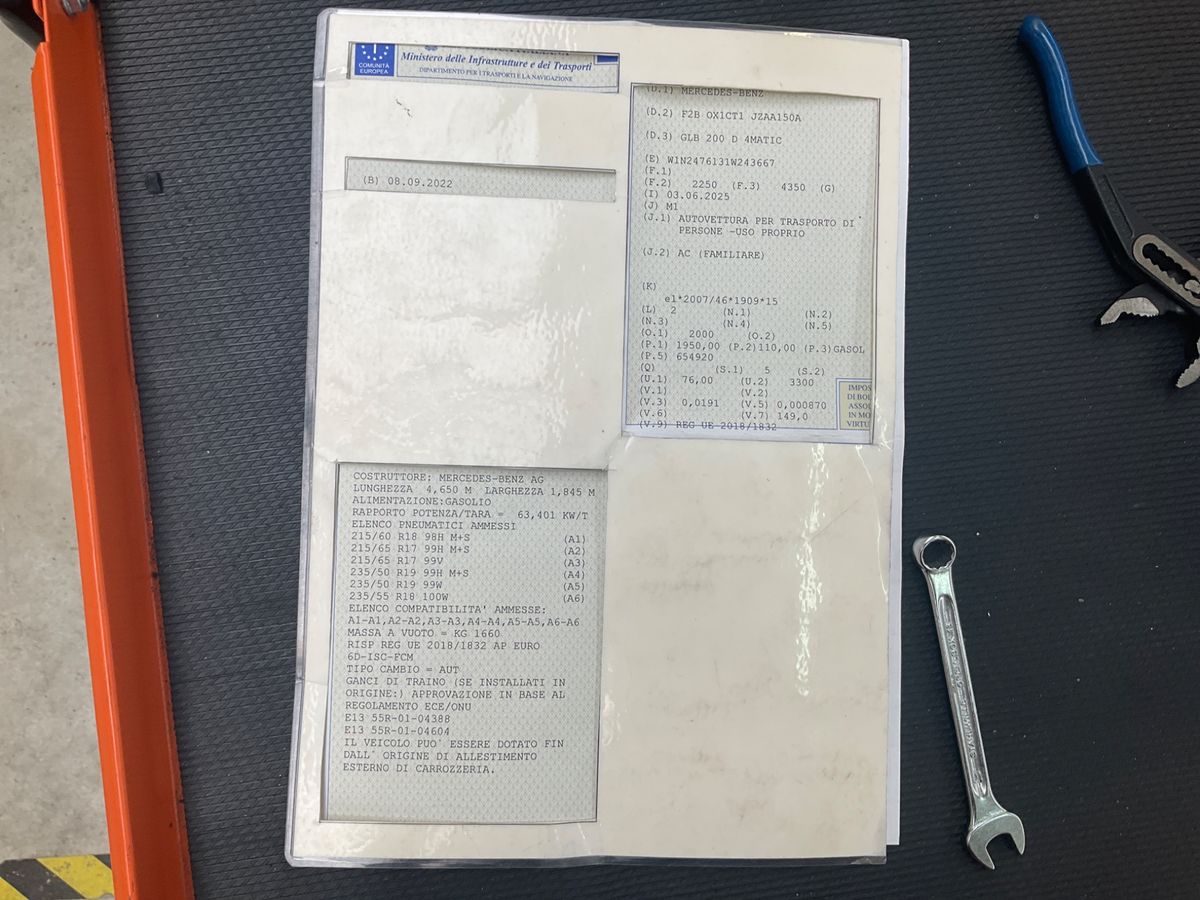 COMUNITÀ
EUROPEA
Ministero delle Infrastrutture e dei Trasporti
DIPARTIMENTO PER I TRASPORTI E LA NAVIGAZIONE
(B) 08.09.2022
(D.1) MERCEDES-BENZ
(D.2) F2B 0X1CT1 JZAA150A
(D.3) GLB 200 D 4MATIC
(E) W1N2476131W243667
(F.1)
(F.2) 2250 (F.3) 4350 (G)
(I) 03.06.2025
(J) M1
(J.1) AUTOVETTURA PER TRASPORTO DI
PERSONE -USO PROPRIO
(J.2) AC (FAMILIARE)
(K)
e1*2007/46*1909*15
(L) 2 (N.1) (N.2)
(N.3) (N.4) (N.5)
(O.1) 2000 (O.2)
(P.1) 1950,00 (P.2)110,00 (P.3)GASOL
(P.5) 654920
(Q) (S.1) 5 (S.2)
(U.1) 76,00 (U.2) 3300
(V.1) (V.2)
(V.3) 0,0191 (V.5) 0,000870
(V.6) (V.7) 149,0
(V.9) REG UE 2018/1832
IMPOS
DI BOL
ASSO
IN MO
VIRTU
COSTRUTTORE: MERCEDES-BENZ AG
LUNGHEZZA 4,650 M LARGHEZZA 1,845 M
ALIMENTAZIONE:GASOLIO
RAPPORTO POTENZA/TARA = 63,401 KW/T
ELENCO PNEUMATICI AMMESSI
215/60 R18 98H M+S (A1)
215/65 R17 99H M+S (A2)
215/65 R17 99V (A3)
235/50 R19 99H M+S (A4)
235/50 R19 99W (A5)
235/55 R18 100W (A6)
ELENCO COMPATIBILITA' AMMESSE:
A1-A1,A2-A2,A3-A3,A4-A4,A5-A5,A6-A6
MASSA A VUOTO = KG 1660
RISP REG UE 2018/1832 AP EURO
6D-ISC-FCM
TIPO CAMBIO = AUT
GANCI DI TRAINO (SE INSTALLATI IN
ORIGINE:) APPROVAZIONE IN BASE AL
REGOLAMENTO ECE/ONU
E13 55R-01-04388
E13 55R-01-04604
IL VEICOLO PUO' ESSERE DOTATO FIN
DALL' ORIGINE DI ALLESTIMENTO
ESTERNO DI CARROZZERIA.